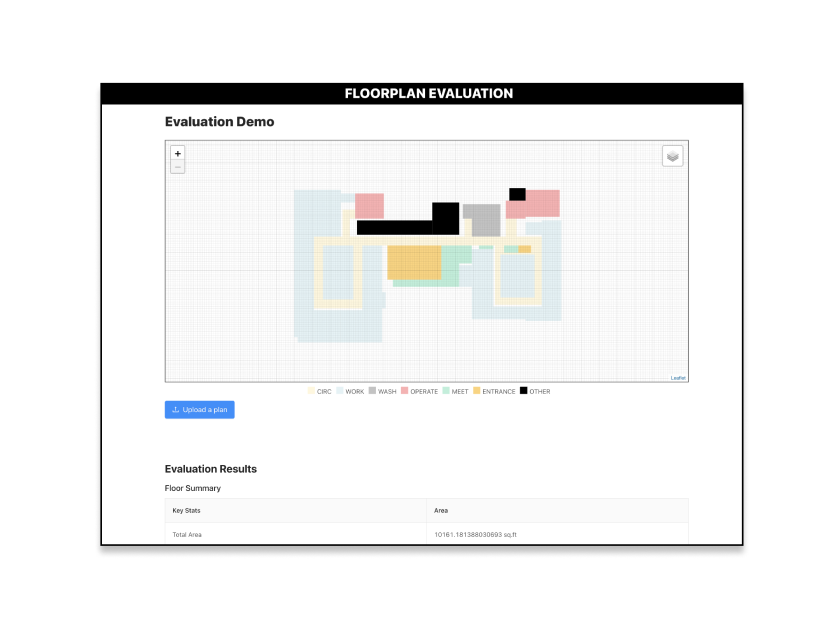 FLOORPLAN EVALUATION
Evaluation Demo
+
−
Leaflet
CIRC WORK WASH OPERATE MEET ENTRANCE OTHER
Upload a plan
Evaluation Results
Floor Summary
Key Stats Area
Total Area 10161.181388030693 sq.ft